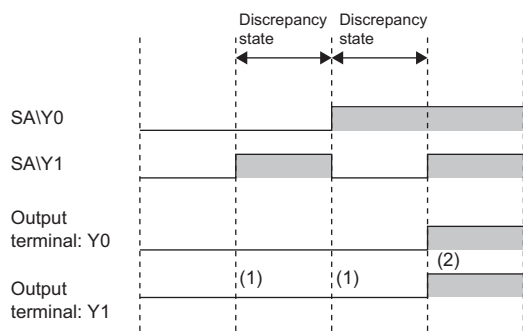 Discrepancy
state
Discrepancy
state
SA\Y0
SA\Y1
Output
terminal: Y0
(2)
(1)
(1)
Output
terminal: Y1